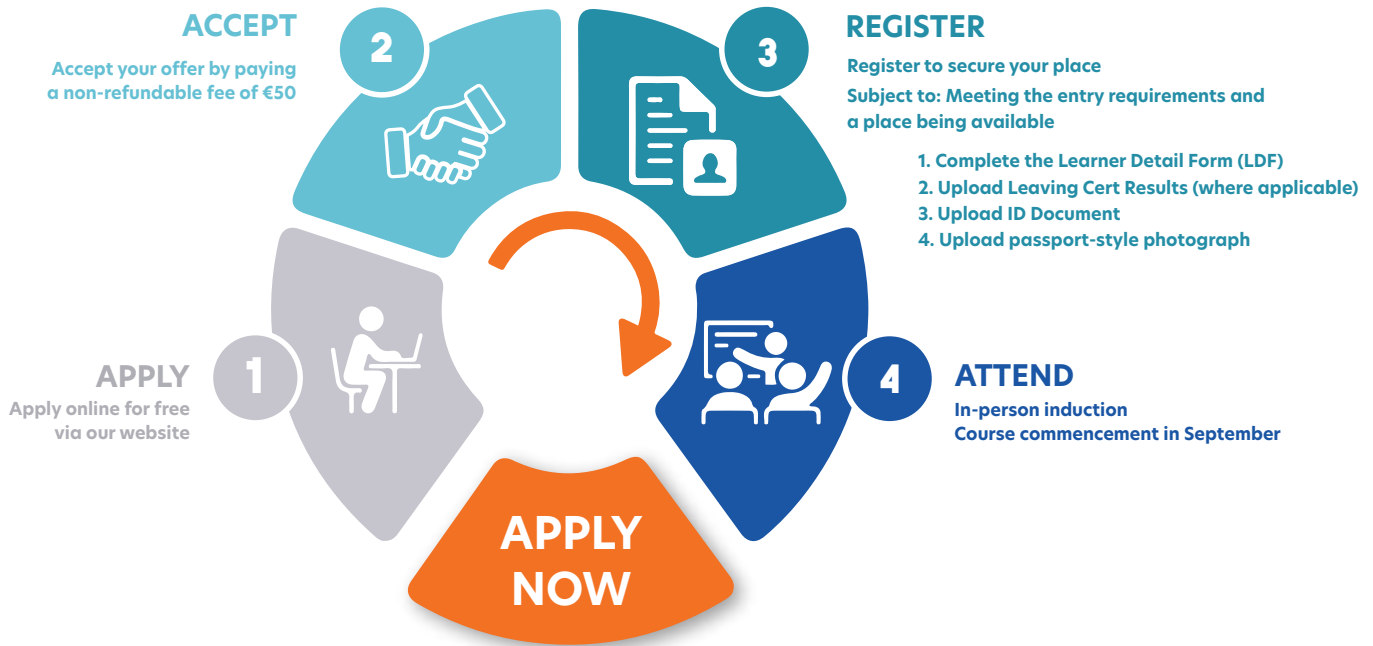 1
APPLY
Apply online for free
via our website
2
ACCEPT
Accept your offer by paying
a non-refundable fee of €50
3
REGISTER
Register to secure your place
Subject to: Meeting the entry requirements and
a place being available
1. Complete the Learner Detail Form (LDF)
2. Upload Leaving Cert Results (where applicable)
3. Upload ID Document
4. Upload passport-style photograph
4
ATTEND
In-person induction
Course commencement in September
APPLY
NOW